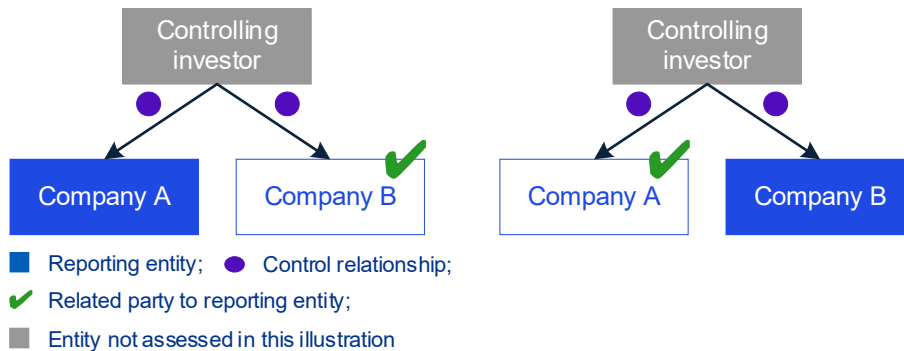 Controlling
investor
Controlling
investor
Company A
Company B
Company A
Company B
Reporting entity;
Control relationship;
Related party to reporting entity;
Entity not assessed in this illustration